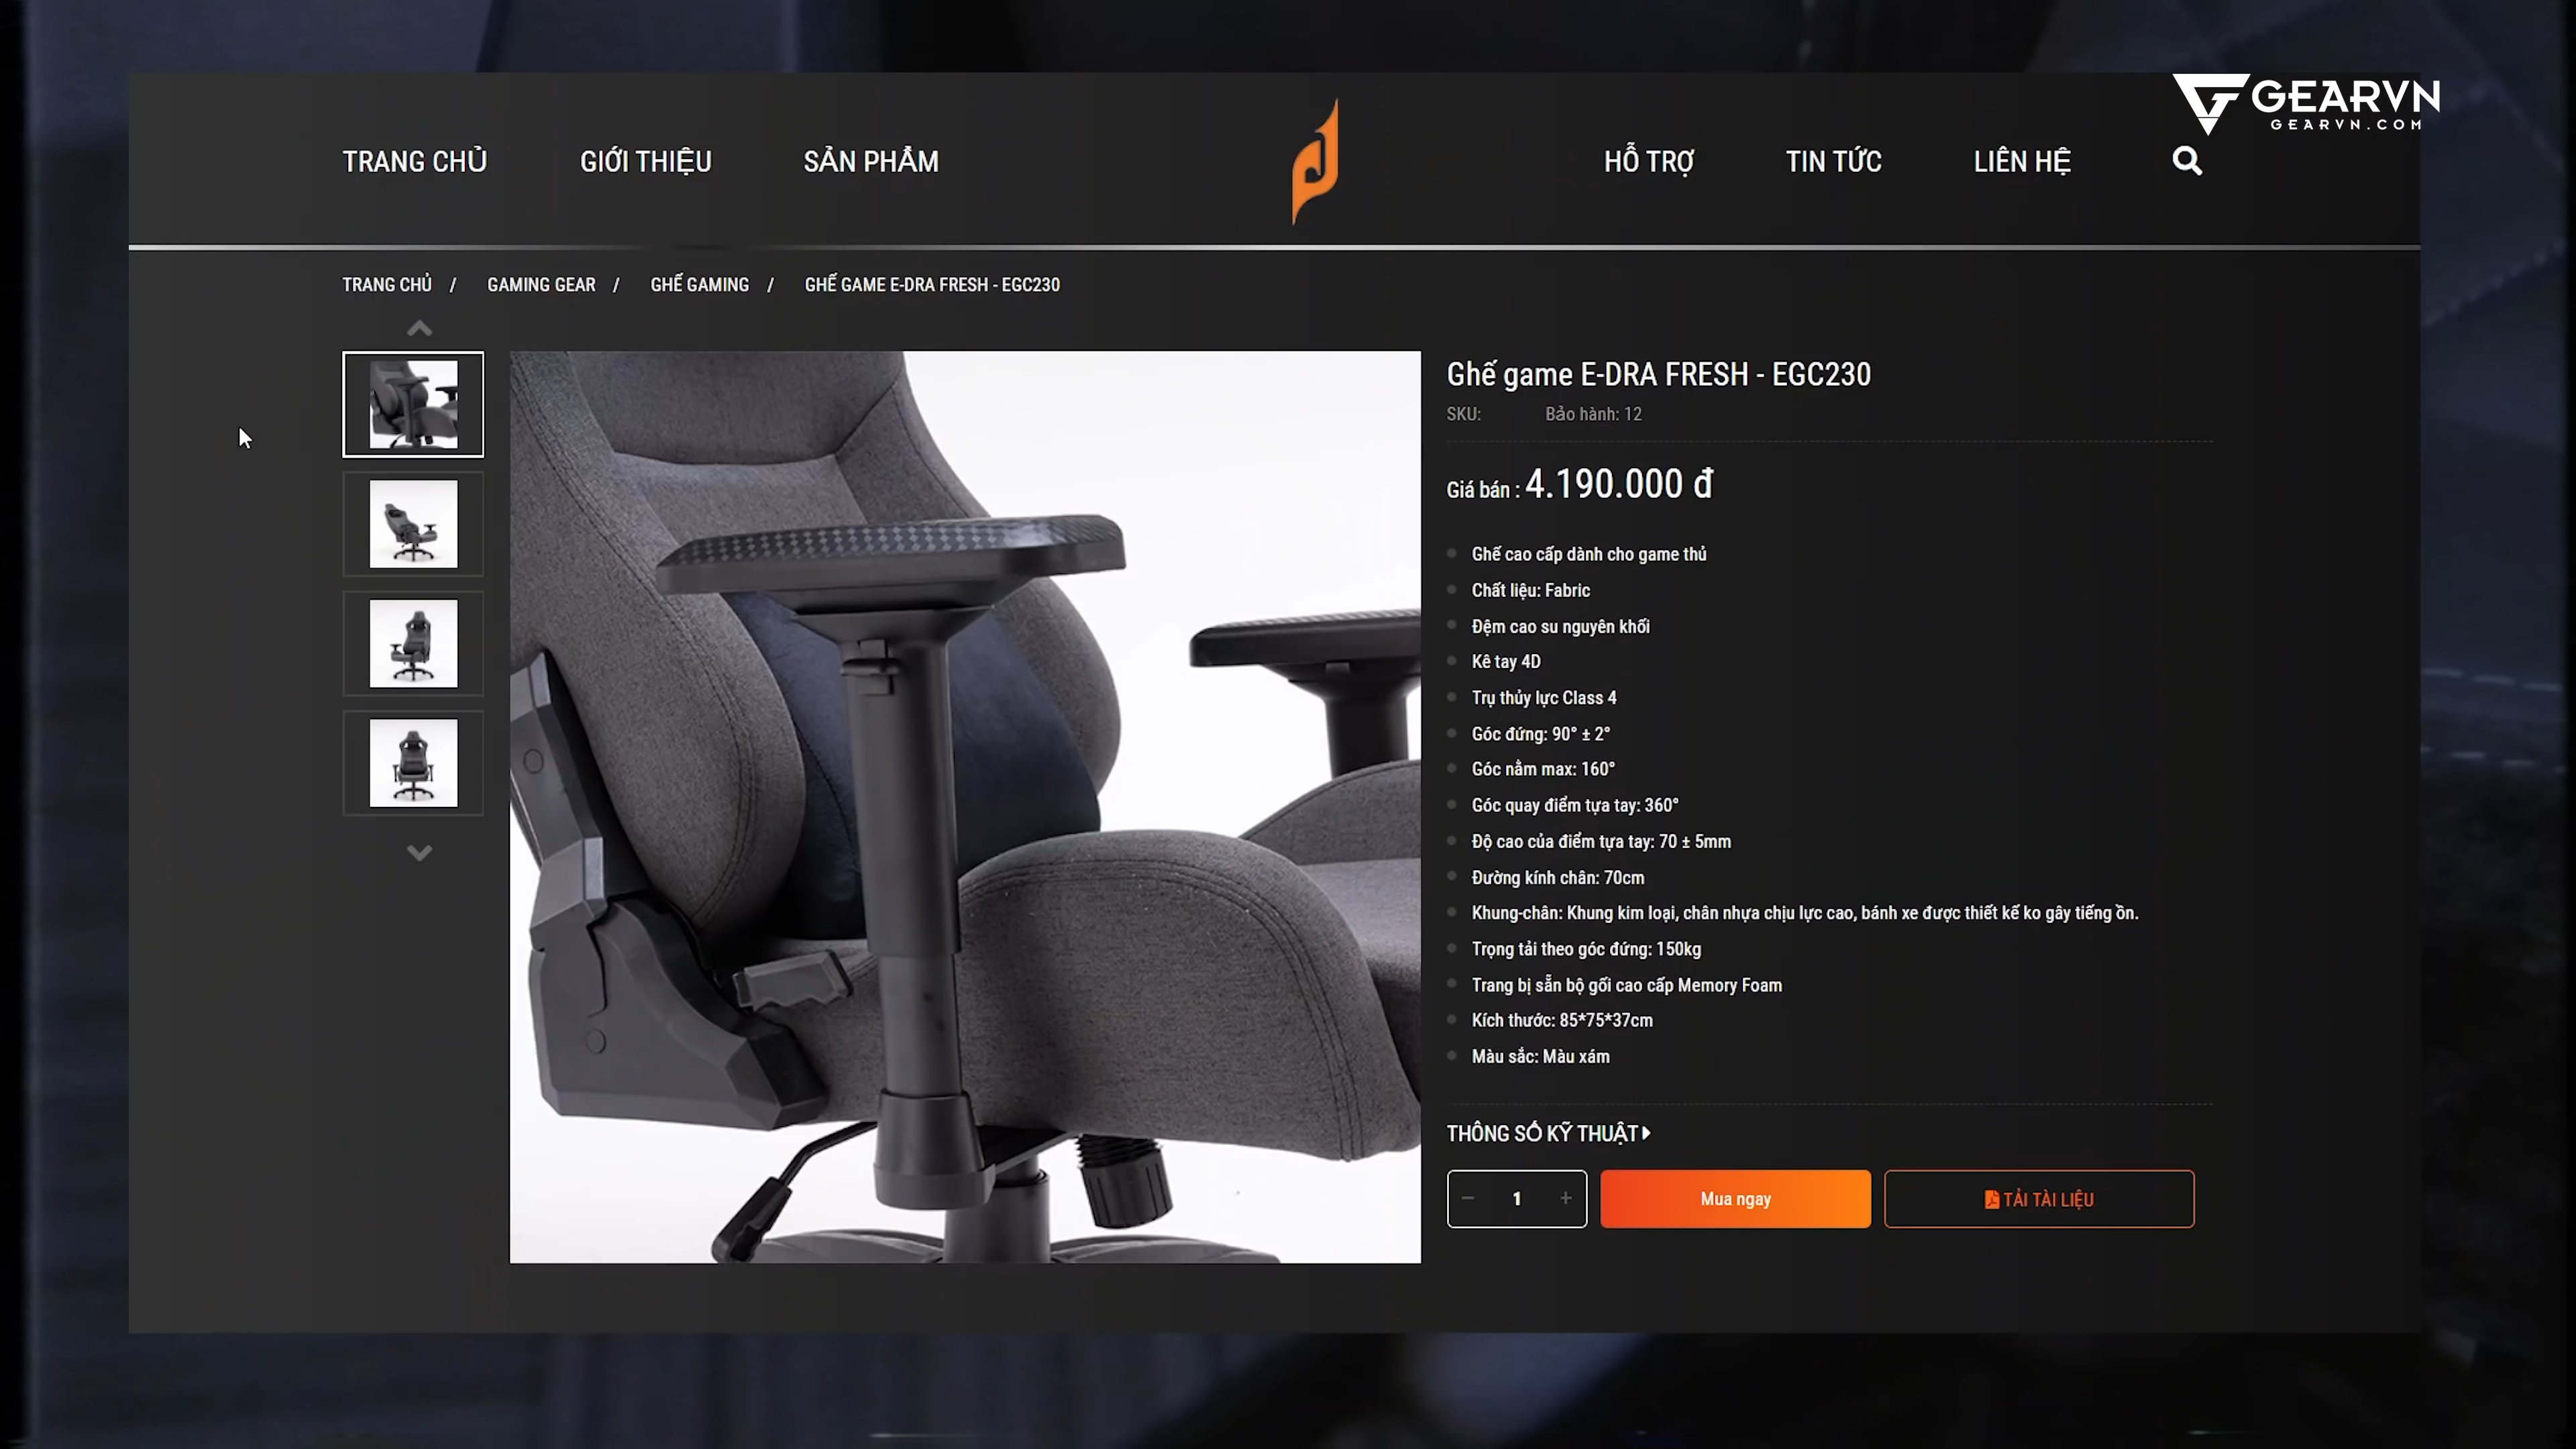 GEARVN
GEARVN.COM
TRANG CHỦ
GIỚI THIỆU
SẢN PHẨM
HỖ TRỢ
TIN TỨC
LIÊN HỆ
TRANG CHỦ / GAMING GEAR / GHẾ GAMING / GHẾ GAME E-DRA FRESH - EGC230
Ghế game E-DRA FRESH - EGC230
SKU: Bảo hành: 12
Giá bán : 4.190.000 đ
Ghế cao cấp dành cho game thủ
Chất liệu: Fabric
Đệm cao su nguyên khối
Kê tay 4D
Trụ thủy lực Class 4
Góc đứng: 90° ± 2°
Góc nằm max: 160°
Góc quay điểm tựa tay: 360°
Độ cao của điểm tựa tay: 70 ± 5mm
Đường kính chân: 70cm
Khung-chân: Khung kim loại, chân nhựa chịu lực cao, bánh xe được thiết kế ko gây tiếng ồn.
Trọng tải theo góc đứng: 150kg
Trang bị sẵn bộ gối cao cấp Memory Foam
Kích thước: 85*75*37cm
Màu sắc: Màu xám
THÔNG SỐ KỸ THUẬT
− 1 +
Mua ngay
TẢI TÀI LIỆU